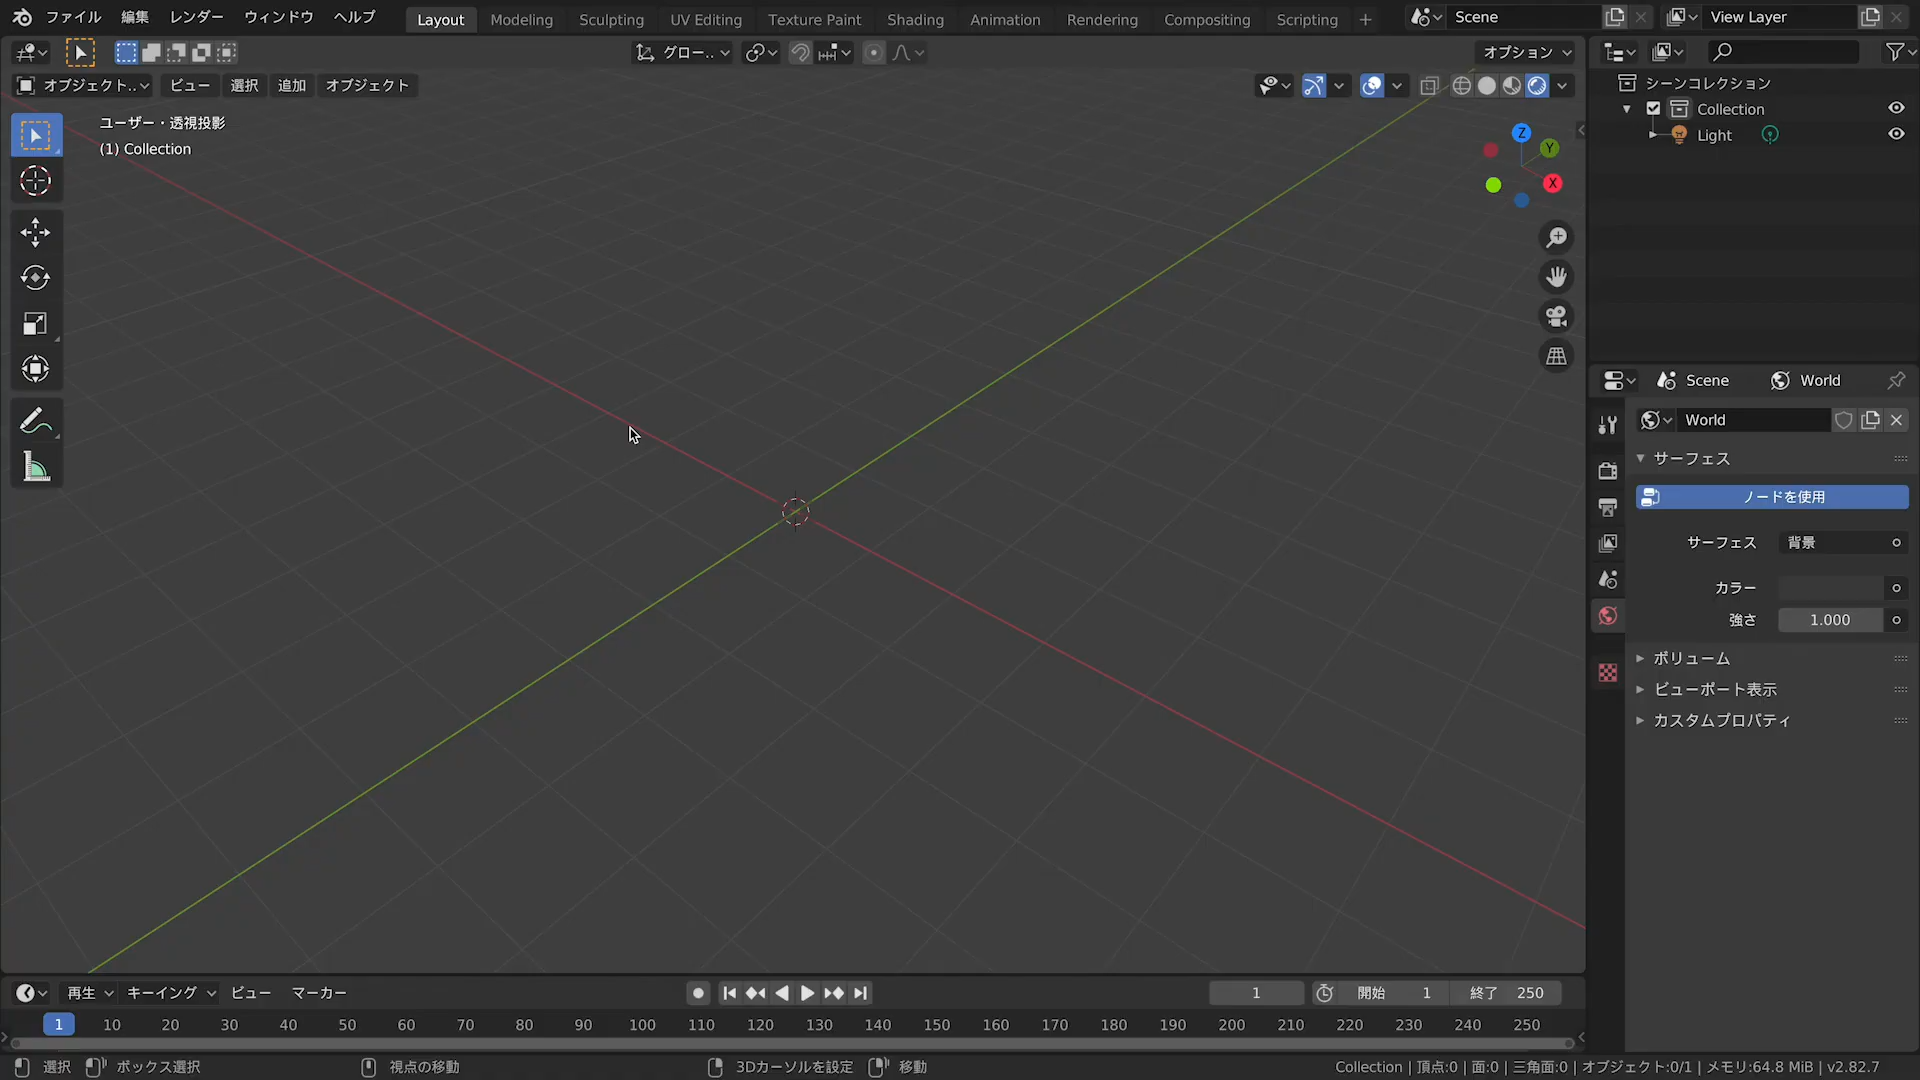 ファイル 編集 レンダー ウィンドウ ヘルプ Layout Modeling Sculpting UV Editing Texture Paint Shading Animation Rendering Compositing Scripting + Scene View Layer
グロー.. オプション
オブジェクト.. ビュー 選択 追加 オブジェクト
ユーザー・透視投影
(1) Collection
Z
Y
X
シーンコレクション
Collection
Light
Scene World
World
サーフェス
ノードを使用
サーフェス 背景
カラー
強さ 1.000
ボリューム
ビューポート表示
カスタムプロパティ
再生 キーイング ビュー マーカー 1 開始 1 終了 250
1 10 20 30 40 50 60 70 80 90 100 110 120 130 140 150 160 170 180 190 200 210 220 230 240 250
選択 ボックス選択 視点の移動 3Dカーソルを設定 移動 Collection | 頂点:0 | 面:0 | 三角面:0 | オブジェクト:0/1 | メモリ:64.8 MiB | v2.82.7